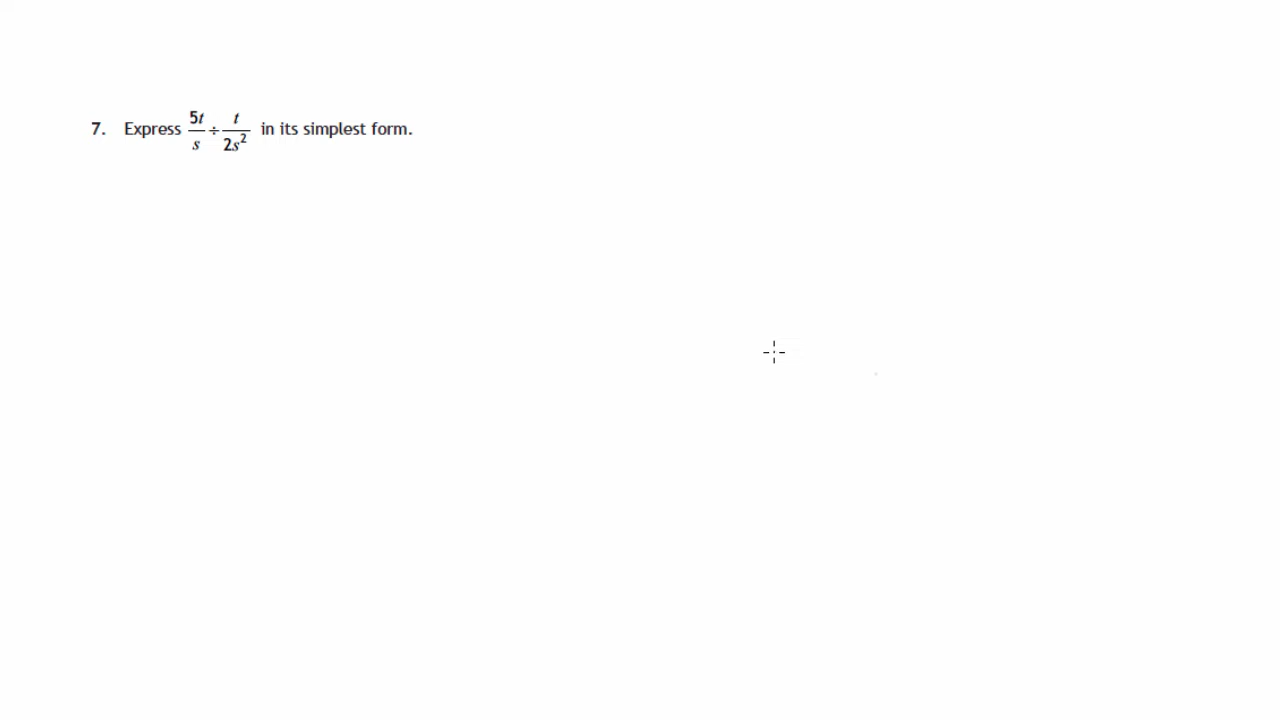 7. Express 5t/s ÷ t/2s² in its simplest form.